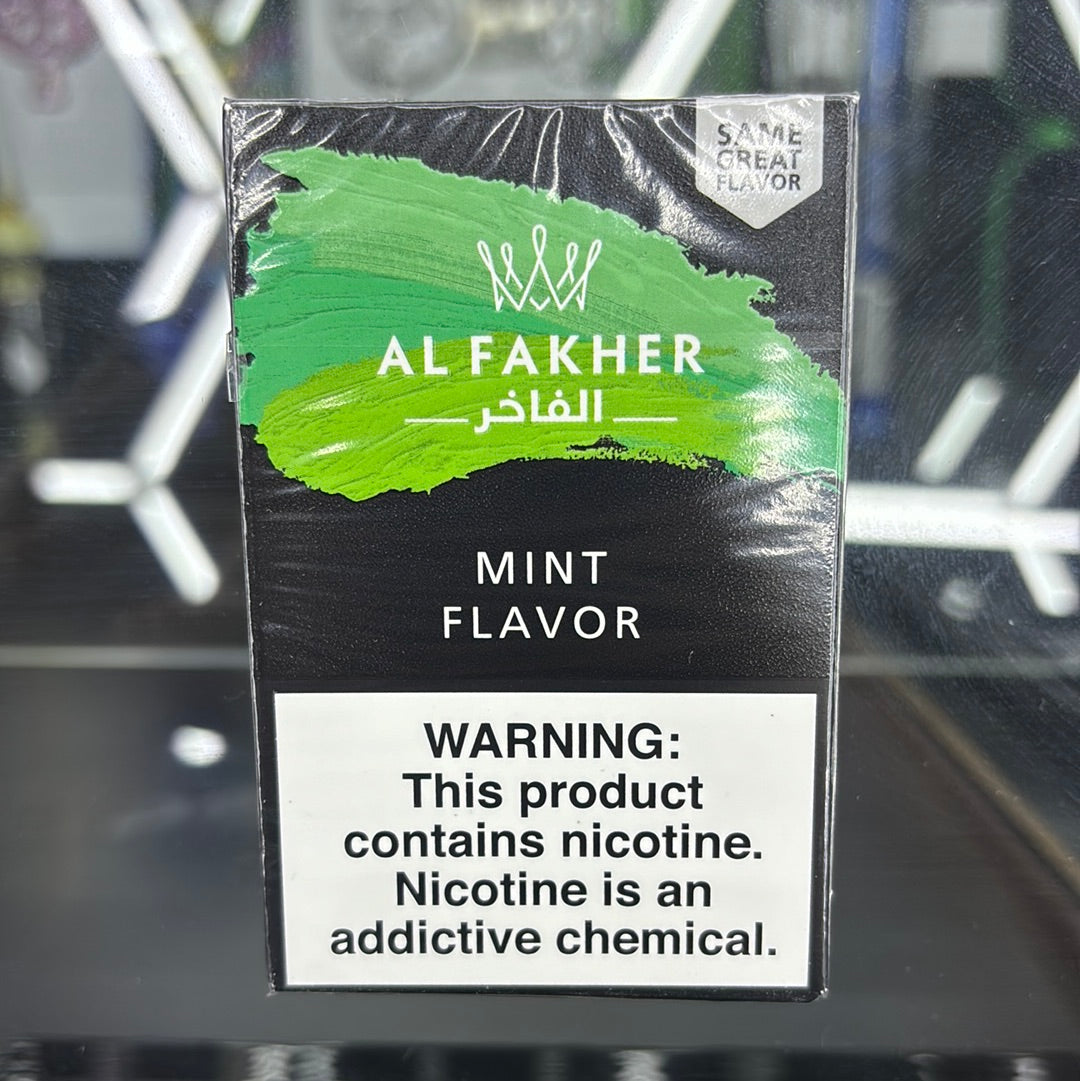 SAME
GREAT
FLAVOR
AL FAKHER
الفاخر
MINT
FLAVOR
WARNING:
This product
contains nicotine.
Nicotine is an
addictive chemical.